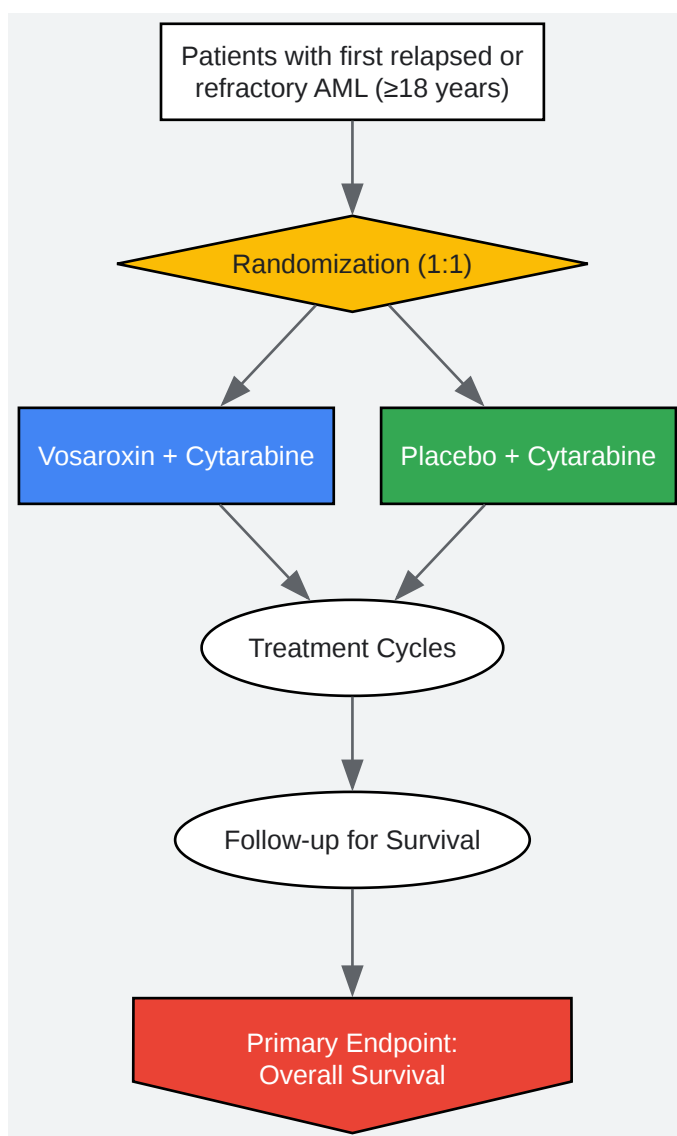 Patients with first relapsed or
refractory AML (≥18 years)
Randomization (1:1)
Vosaroxin + Cytarabine
Placebo + Cytarabine
Treatment Cycles
Follow-up for Survival
Primary Endpoint:
Overall Survival